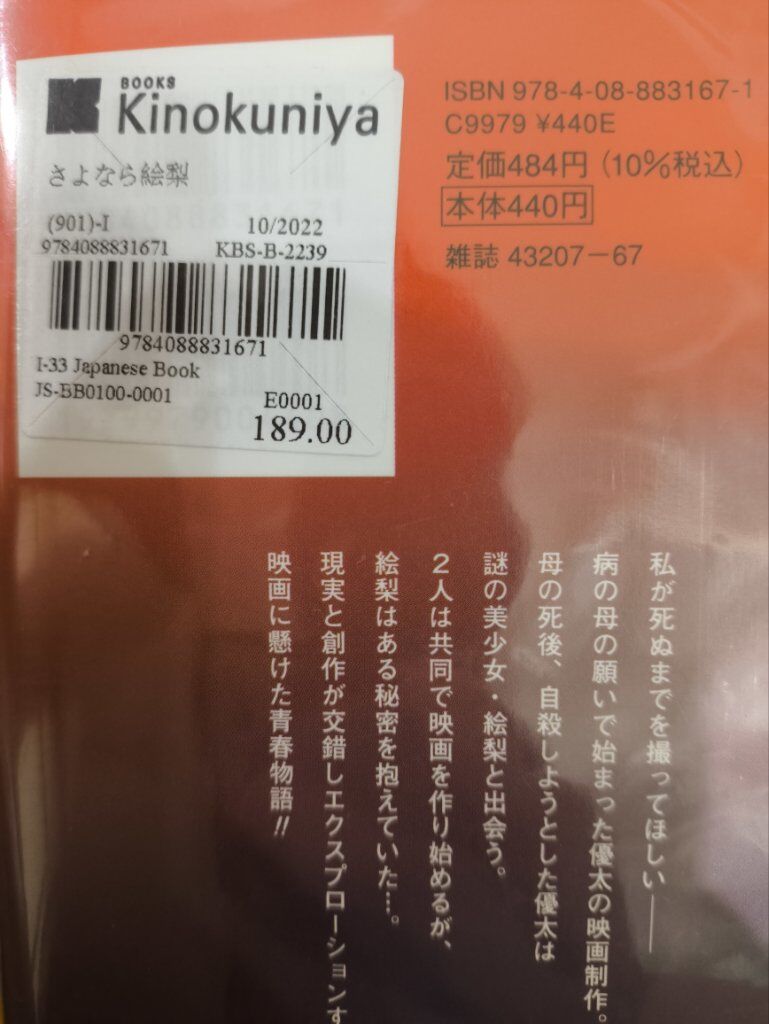 BOOKS
Kinokuniya
さよなら絵梨
(901)-I 10/2022
9784088831671 KBS-B-2239
9784088831671
I-33 Japanese Book
JS-BB0100-0001
E0001
189.00
ISBN 978-4-08-883167-1
C9979 ¥440E
定価484円(10%税込)
本体440円
雑誌 43207-67
私が死ぬまでを撮ってほしい――
病の母の願いで始まった優太の映画制作。
母の死後、自殺しようとした優太は
謎の美少女・絵梨と出会う。
2人は共同で映画を作り始めるが、
絵梨はある秘密を抱えていた…。
現実と創作が交錯しエクスプローションす
映画に懸けた青春物語!!